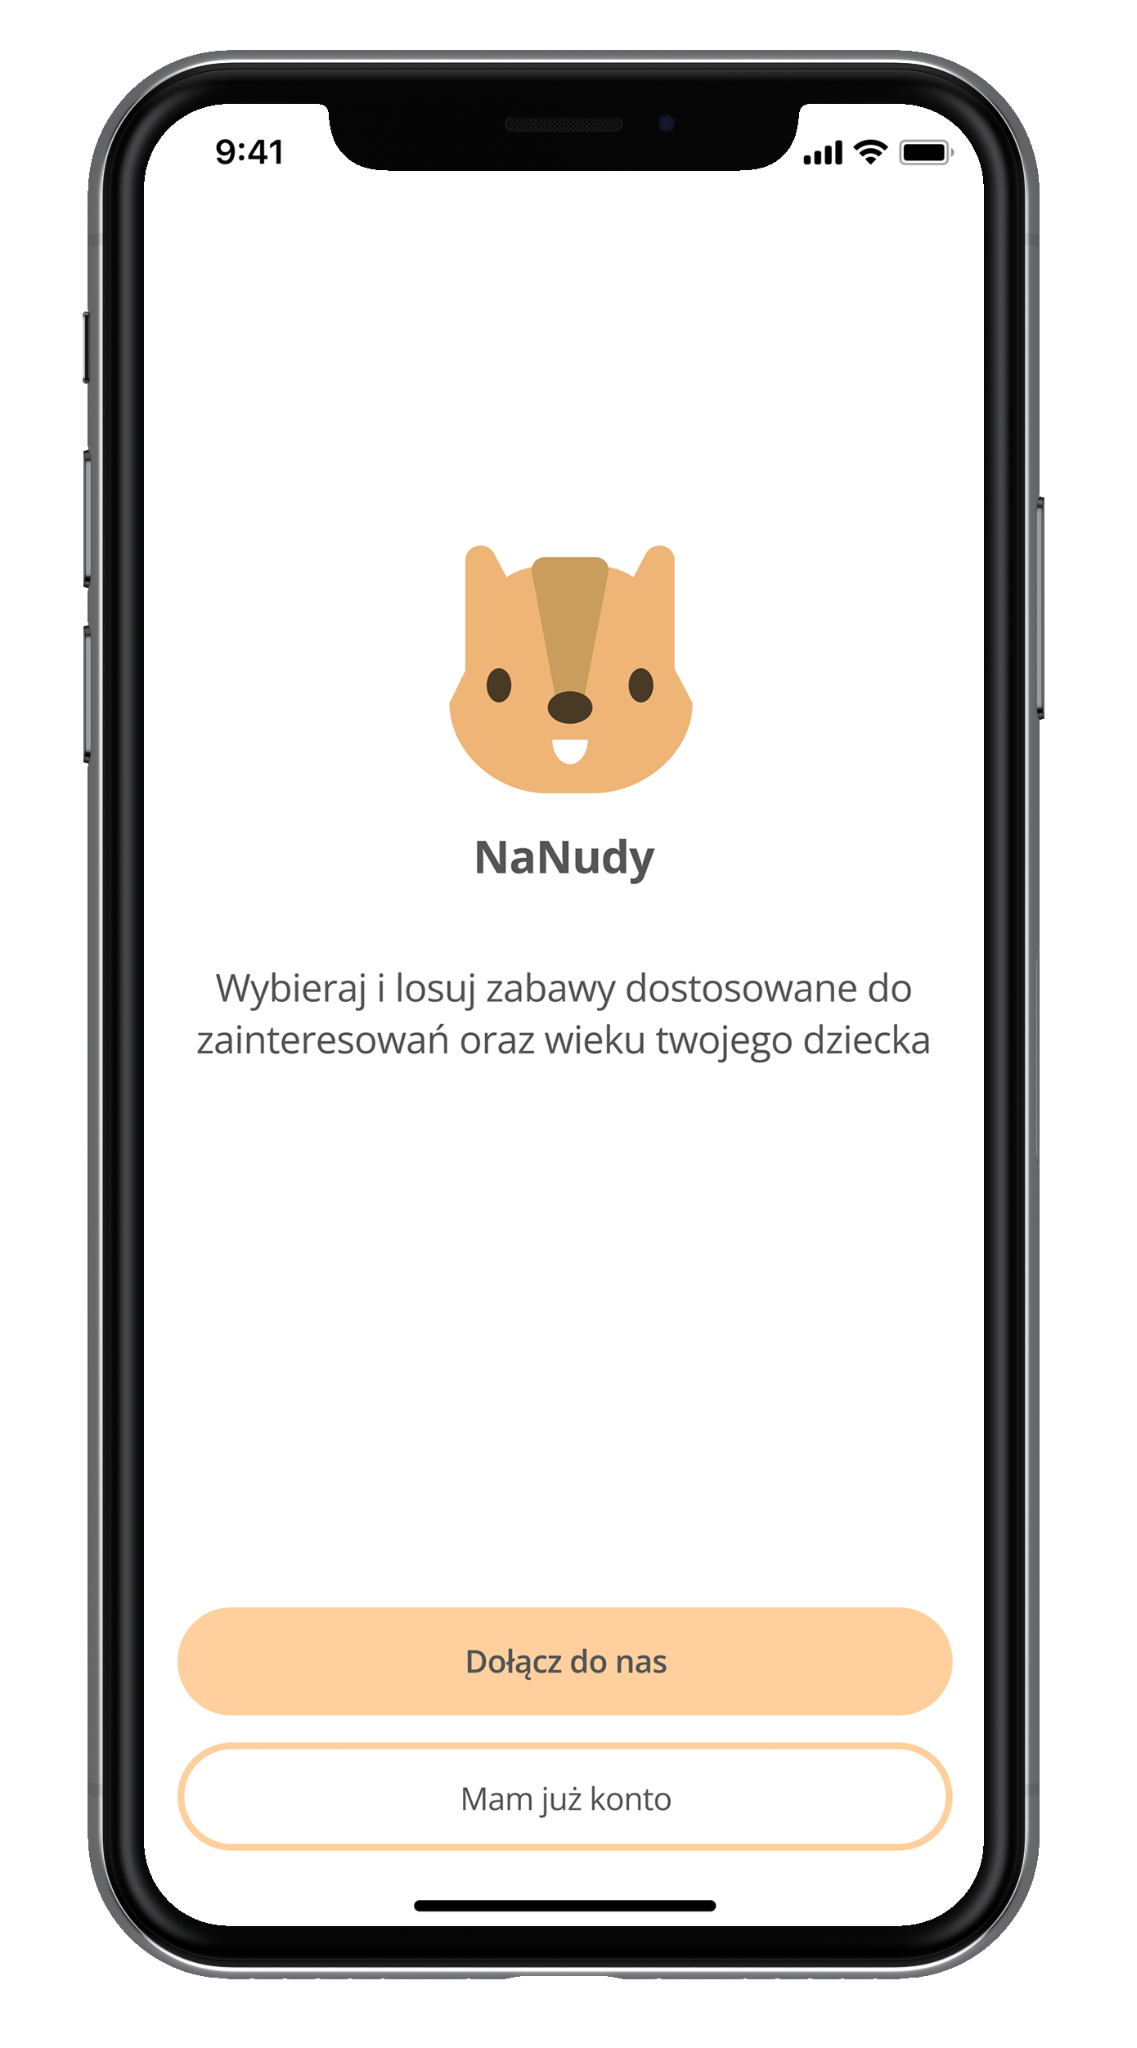 9:41
NaNudy
Wybieraj i losuj zabawy dostosowane do
zainteresowań oraz wieku twojego dziecka
Dołącz do nas
Mam już konto